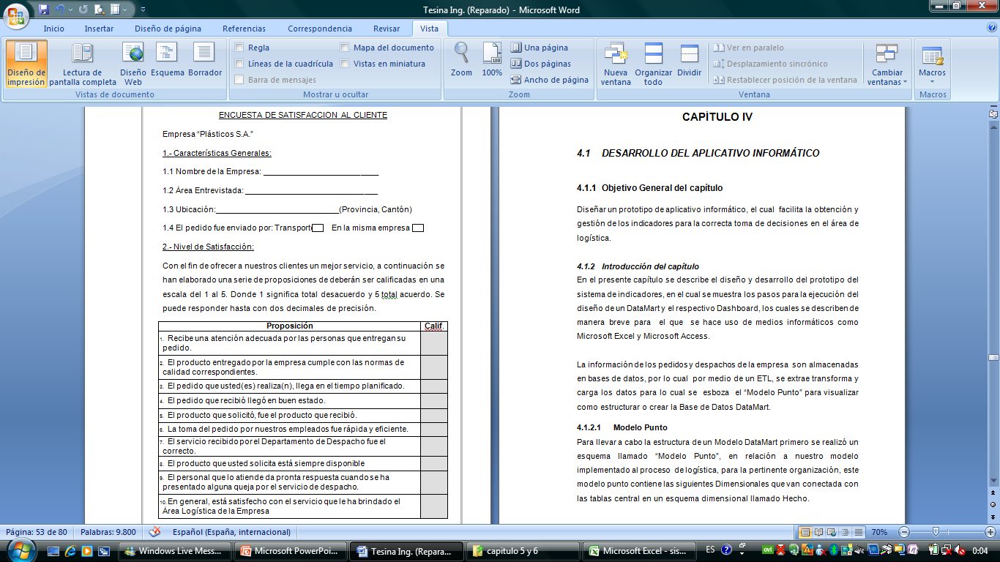 Tesina Ing. (Reparado) - Microsoft Word
Inicio Insertar Diseño de página Referencias Correspondencia Revisar Vista
Diseño de impresión
Lectura de pantalla completa
Diseño Web
Esquema
Borrador
Vistas de documento
Regla
Líneas de la cuadrícula
Barra de mensajes
Mapa del documento
Vistas en miniatura
Mostrar u ocultar
Zoom
100%
Una página
Dos páginas
Ancho de página
Zoom
Nueva ventana
Organizar todo
Dividir
Ver en paralelo
Desplazamiento sincrónico
Restablecer posición de la ventana
Ventana
Cambiar ventanas
Macros
Macros
ENCUESTA DE SATISFACCION AL CLIENTE
Empresa “Plásticos S.A.”
1.- Características Generales:
1.1 Nombre de la Empresa: ________________________
1.2 Área Entrevistada: ____________________________
1.3 Ubicación:__________________________(Provincia, Cantón)
1.4 El pedido fue enviado por: Transporte En la misma empresa
2.- Nivel de Satisfacción:
Con el fin de ofrecer a nuestros clientes un mejor servicio, a continuación se
han elaborado una serie de proposiciones de deberán ser calificadas en una
escala del 1 al 5. Donde 1 significa total desacuerdo y 5 total acuerdo. Se
puede responder hasta con dos decimales de precisión.
Proposición Calif.
1. Recibe una atención adecuada por las personas que entregan su
pedido.
2. El producto entregado por la empresa cumple con las normas de
calidad correspondientes.
3. El pedido que usted(es) realiza(n), llega en el tiempo planificado.
4. El pedido que recibió llegó en buen estado.
5. El producto que solicitó, fue el producto que recibió.
6. La toma del pedido por nuestros empleados fue rápida y eficiente.
7. El servicio recibido por el Departamento de Despacho fue el
correcto.
8. El producto que usted solicita está siempre disponible
9. El personal que lo atiende da pronta respuesta cuando se ha
presentado alguna queja por el servicio de despacho.
10. En general, está satisfecho con el servicio que le ha brindado el
Área Logística de la Empresa
CAPÍTULO IV
4.1 DESARROLLO DEL APLICATIVO INFORMÁTICO
4.1.1 Objetivo General del capítulo
Diseñar un prototipo de aplicativo informático, el cual facilita la obtención y
gestión de los indicadores para la correcta toma de decisiones en el área de
logística.
4.1.2 Introducción del capítulo
En el presente capítulo se describe el diseño y desarrollo del prototipo del
sistema de indicadores, en el cual se muestra los pasos para la ejecución del
diseño de un DataMart y el respectivo Dashboard, los cuales se describen de
manera breve para el que se hace uso de medios informáticos como
Microsoft Excel y Microsoft Access.
La información de los pedidos y despachos de la empresa son almacenadas
en bases de datos, por lo cual por medio de un ETL, se extrae transforma y
carga los datos para lo cual se esboza el “Modelo Punto” para visualizar
como estructurar o crear la Base de Datos DataMart.
4.1.2.1 Modelo Punto
Para llevar a cabo la estructura de un Modelo DataMart primero se realizó un
esquema llamado “Modelo Punto”, en relación a nuestro modelo
implementado al proceso de logística, para la pertinente organización, este
modelo punto contiene las siguientes Dimensionales que van conectada con
las tablas central en un esquema dimensional llamado Hecho.
Página: 53 de 80 Palabras: 9.800 Español (España, internacional) 70%
Windows Live Mess... Microsoft PowerPoi... Tesina Ing. (Repara... capitulo 5 y 6 Microsoft Excel - sis... ES ovi 0:04